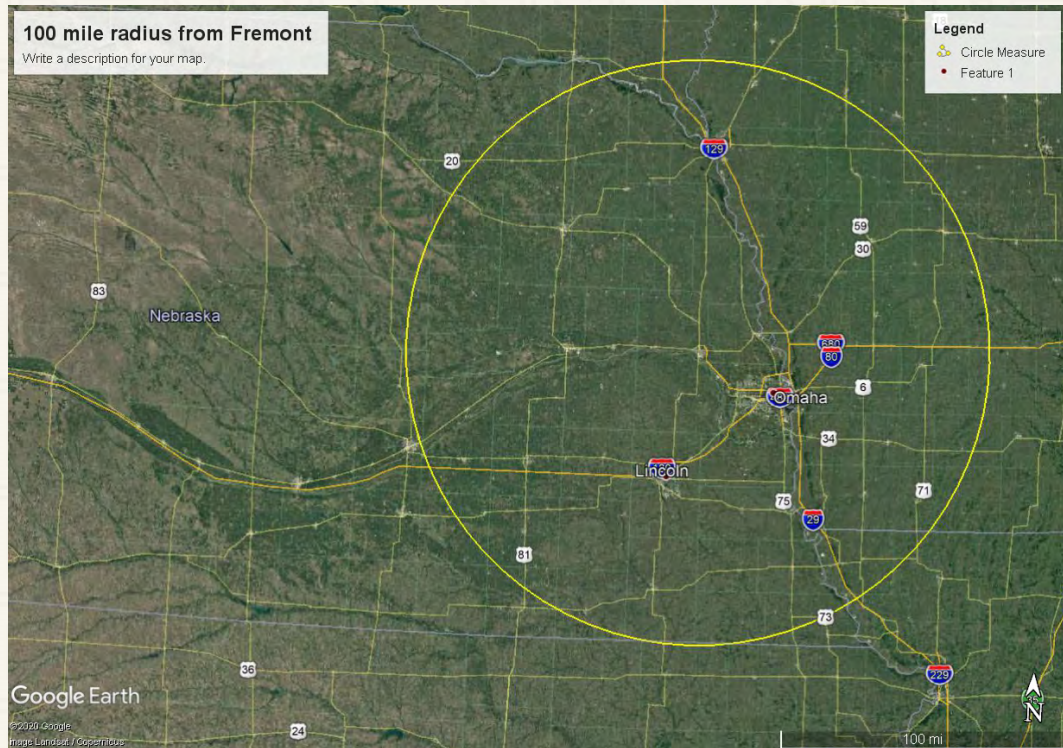 100 mile radius from Fremont
Write a description for your map.
Legend
Circle Measure
Feature 1
129
20
59
30
83
Nebraska
680
80
6
Omaha
34
Lincoln
71
75
29
81
73
36
229
Google Earth
N
©2020 Google
Image Landsat / Copernicus
24
100 mi